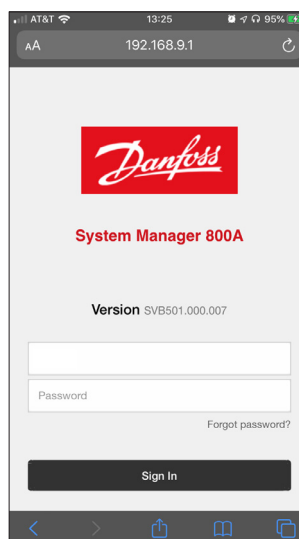 AT&T 13:25 95%
AA 192.168.9.1
Danfoss
System Manager 800A
Version SVB501.000.007
Password
Forgot password?
Sign In